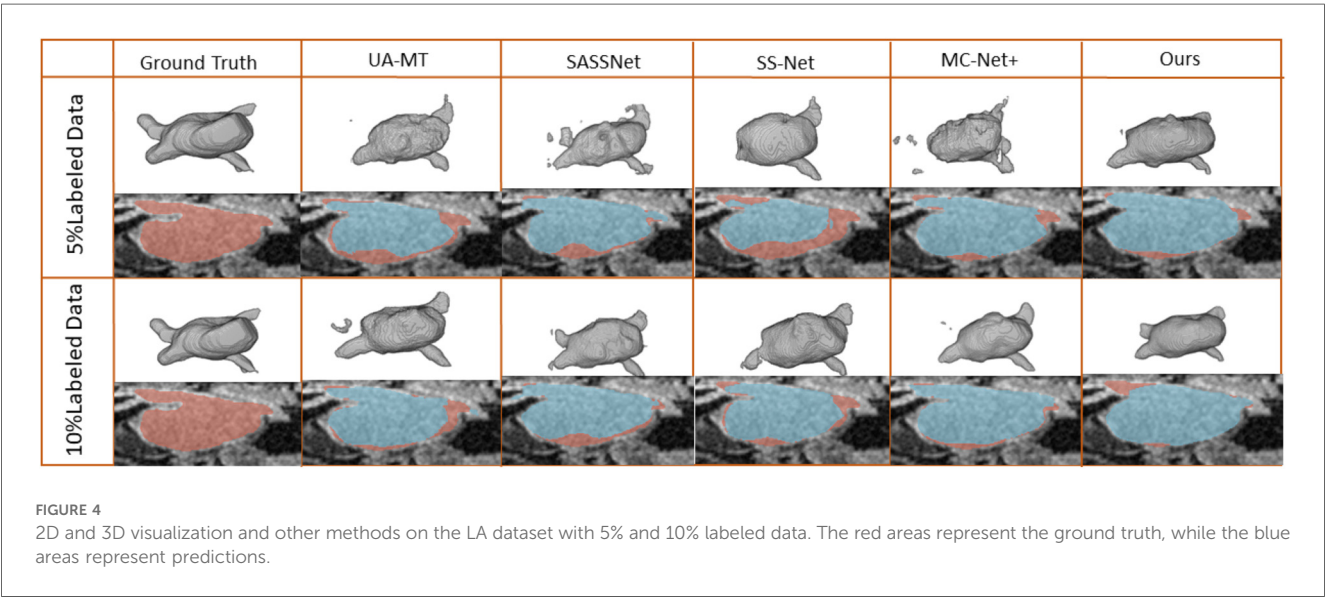 Ground Truth
UA-MT
SASSNet
SS-Net
MC-Net+
Ours
5%Labeled Data
10%Labeled Data
FIGURE 4
2D and 3D visualization and other methods on the LA dataset with 5% and 10% labeled data. The red areas represent the ground truth, while the blue
areas represent predictions.